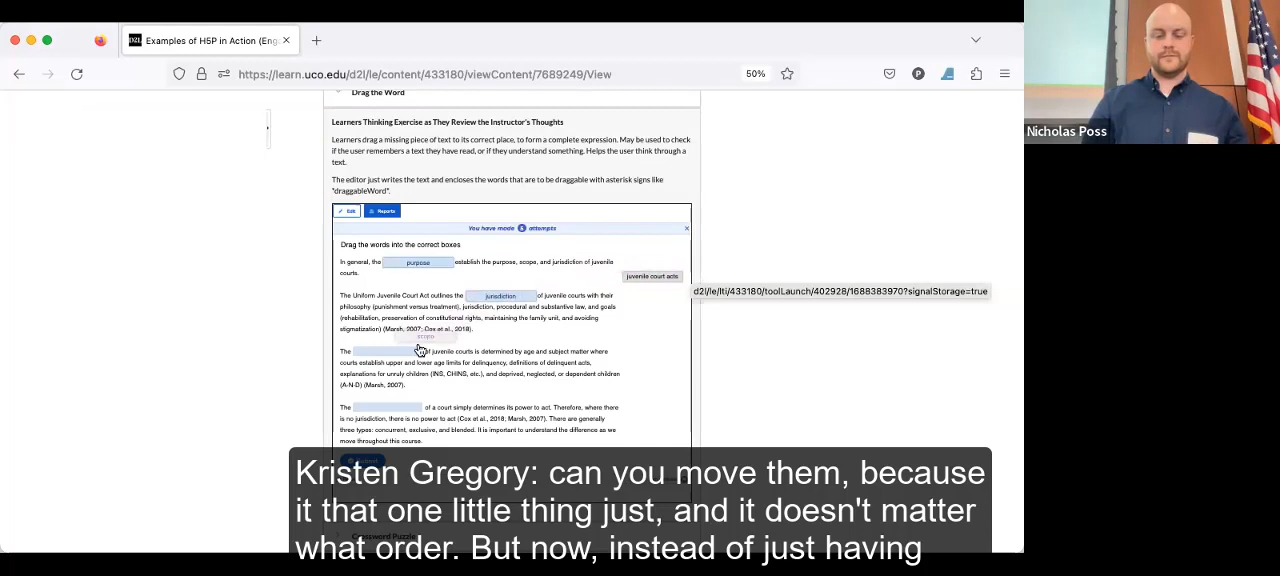 Examples of H5P in Action (Eng
https://learn.uco.edu/d2l/le/content/433180/viewContent/7689249/View
50%
Drag the Word
Learners Thinking Exercise as They Review the Instructor's Thoughts
Learners drag a missing piece of text to its correct place, to form a complete expression. May be used to check
if the user remembers a text they have read, or if they understand something. Helps the user think through a
text.
The editor just writes the text and encloses the words that are to be draggable with asterisk signs like
"draggableWord".
Edit
Reports
You have made 5 attempts
Drag the words into the correct boxes
In general, the purpose establish the purpose, scope, and jurisdiction of juvenile
courts.
juvenile court acts
d2l/le/lti/433180/toolLaunch/402928/1688383970?signalStorage=true
The Uniform Juvenile Court Act outlines the jurisdiction of juvenile courts with their
philosophy (punishment versus treatment), jurisdiction, procedural and substantive law, and goals
(rehabilitation, preservation of constitutional rights, maintaining the family unit, and avoiding
stigmatization) (Marsh, 2007; Cox et al., 2018).
scope
The of juvenile courts is determined by age and subject matter where
courts establish upper and lower age limits for delinquency, definitions of delinquent acts,
explanations for unruly children (INS, CHINS, etc.), and deprived, neglected, or dependent children
(A-N-D) (Marsh, 2007).
The of a court simply determines its power to act. Therefore, where there
is no jurisdiction, there is no power to act (Cox et al., 2018; Marsh, 2007). There are generally
three types: concurrent, exclusive, and blended. It is important to understand the difference as we
move throughout this course.
Crossword Puzzle
Kristen Gregory: can you move them, because
it that one little thing just, and it doesn't matter
what order. But now, instead of just having
Nicholas Poss